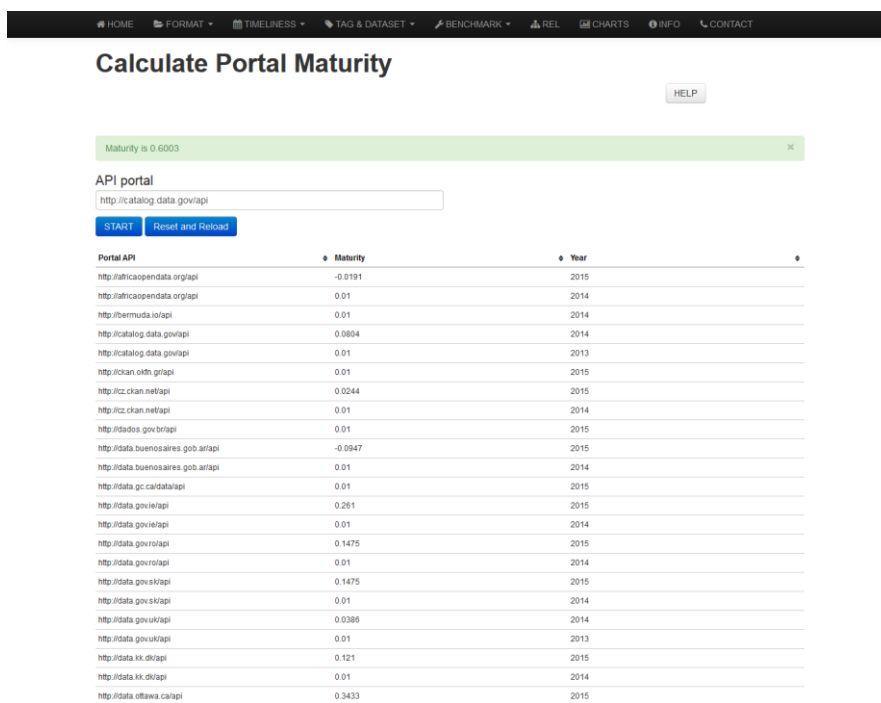 HOME FORMAT TIMELINESS TAG & DATASET BENCHMARK REL CHARTS INFO CONTACT
Calculate Portal Maturity
HELP
Maturity is 0.6003 ×
API portal
http://catalog.data.gov/api
START Reset and Reload
Portal API Maturity Year
http://africaopendata.org/api -0.0191 2015
http://africaopendata.org/api 0.01 2014
http://bermuda.io/api 0.01 2014
http://catalog.data.gov/api 0.0804 2014
http://catalog.data.gov/api 0.01 2013
http://ckan.okfn.gr/api 0.01 2015
http://cz.ckan.net/api 0.0244 2015
http://cz.ckan.net/api 0.01 2014
http://dados.gov.br/api 0.01 2015
http://data.buenosaires.gob.ar/api -0.0947 2015
http://data.buenosaires.gob.ar/api 0.01 2014
http://data.gc.ca/data/api 0.01 2015
http://data.gov.ie/api 0.261 2015
http://data.gov.ie/api 0.01 2014
http://data.gov.ro/api 0.1475 2015
http://data.gov.ro/api 0.01 2014
http://data.gov.sk/api 0.1475 2015
http://data.gov.sk/api 0.01 2014
http://data.gov.uk/api 0.0386 2014
http://data.gov.uk/api 0.01 2013
http://data.kk.dk/api 0.121 2015
http://data.kk.dk/api 0.01 2014
http://data.ottawa.ca/api 0.3433 2015